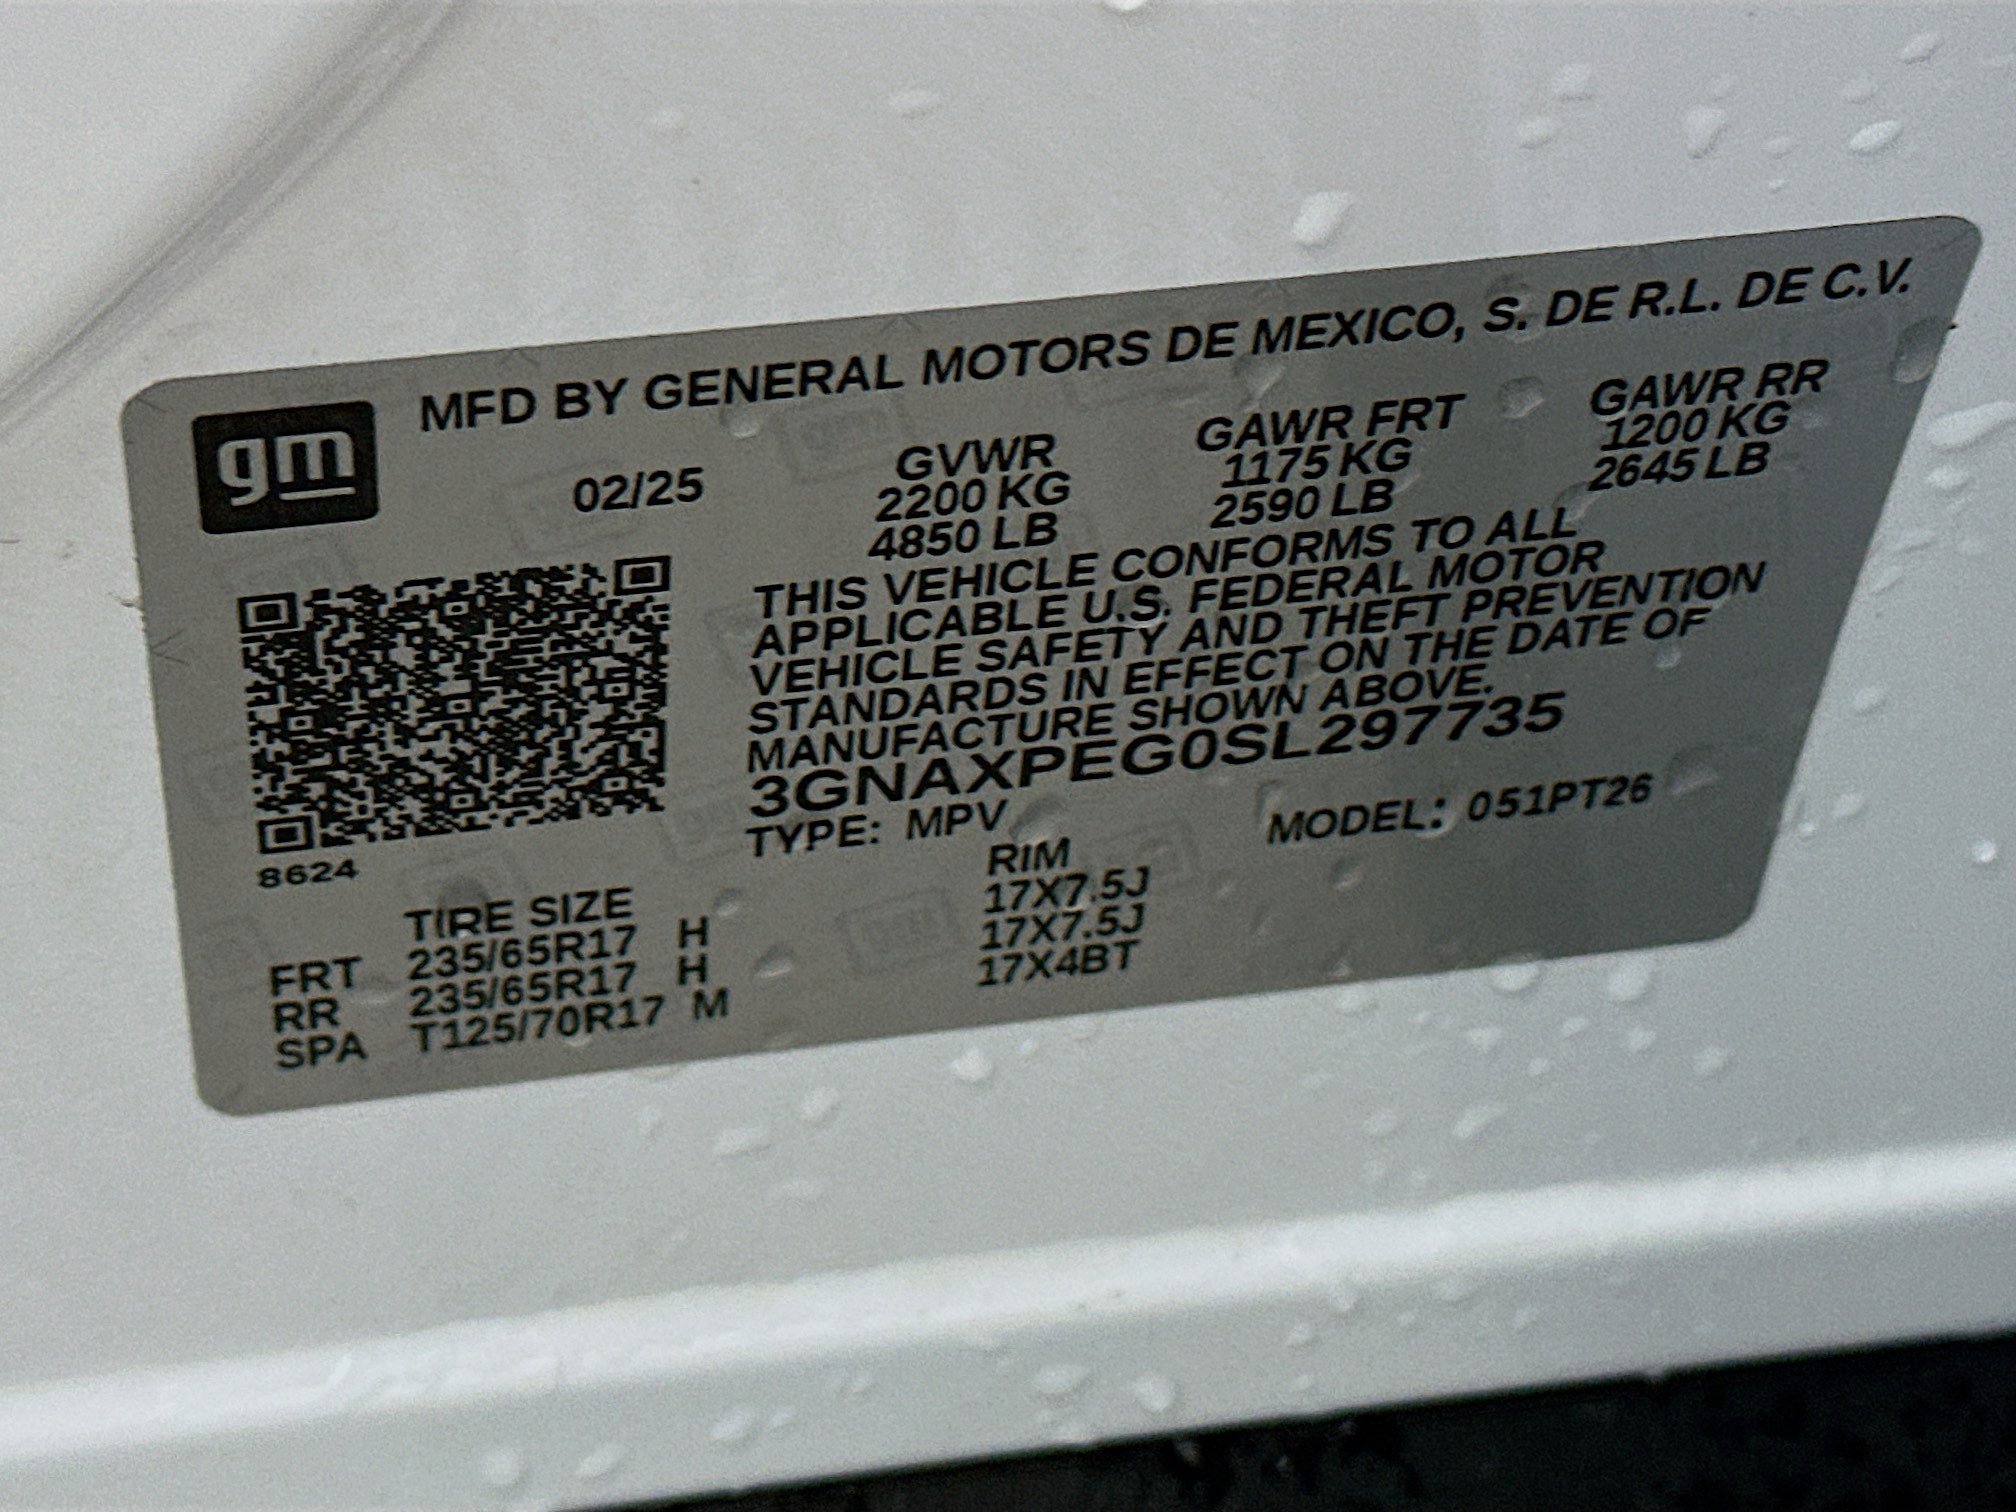 gm
MFD BY GENERAL MOTORS DE MEXICO, S. DE R.L. DE C.V.
02/25
GVWR
2200 KG
4850 LB
GAWR FRT
1175 KG
2590 LB
GAWR RR
1200 KG
2645 LB
THIS VEHICLE CONFORMS TO ALL
APPLICABLE U.S. FEDERAL MOTOR
VEHICLE SAFETY AND THEFT PREVENTION
STANDARDS IN EFFECT ON THE DATE OF
MANUFACTURE SHOWN ABOVE.
3GNAXPEG0SL297735
TYPE: MPV
MODEL: 051PT26
8624
TIRE SIZE RIM
FRT 235/65R17 H 17X7.5J
RR 235/65R17 H 17X7.5J
SPA T125/70R17 M 17X4BT